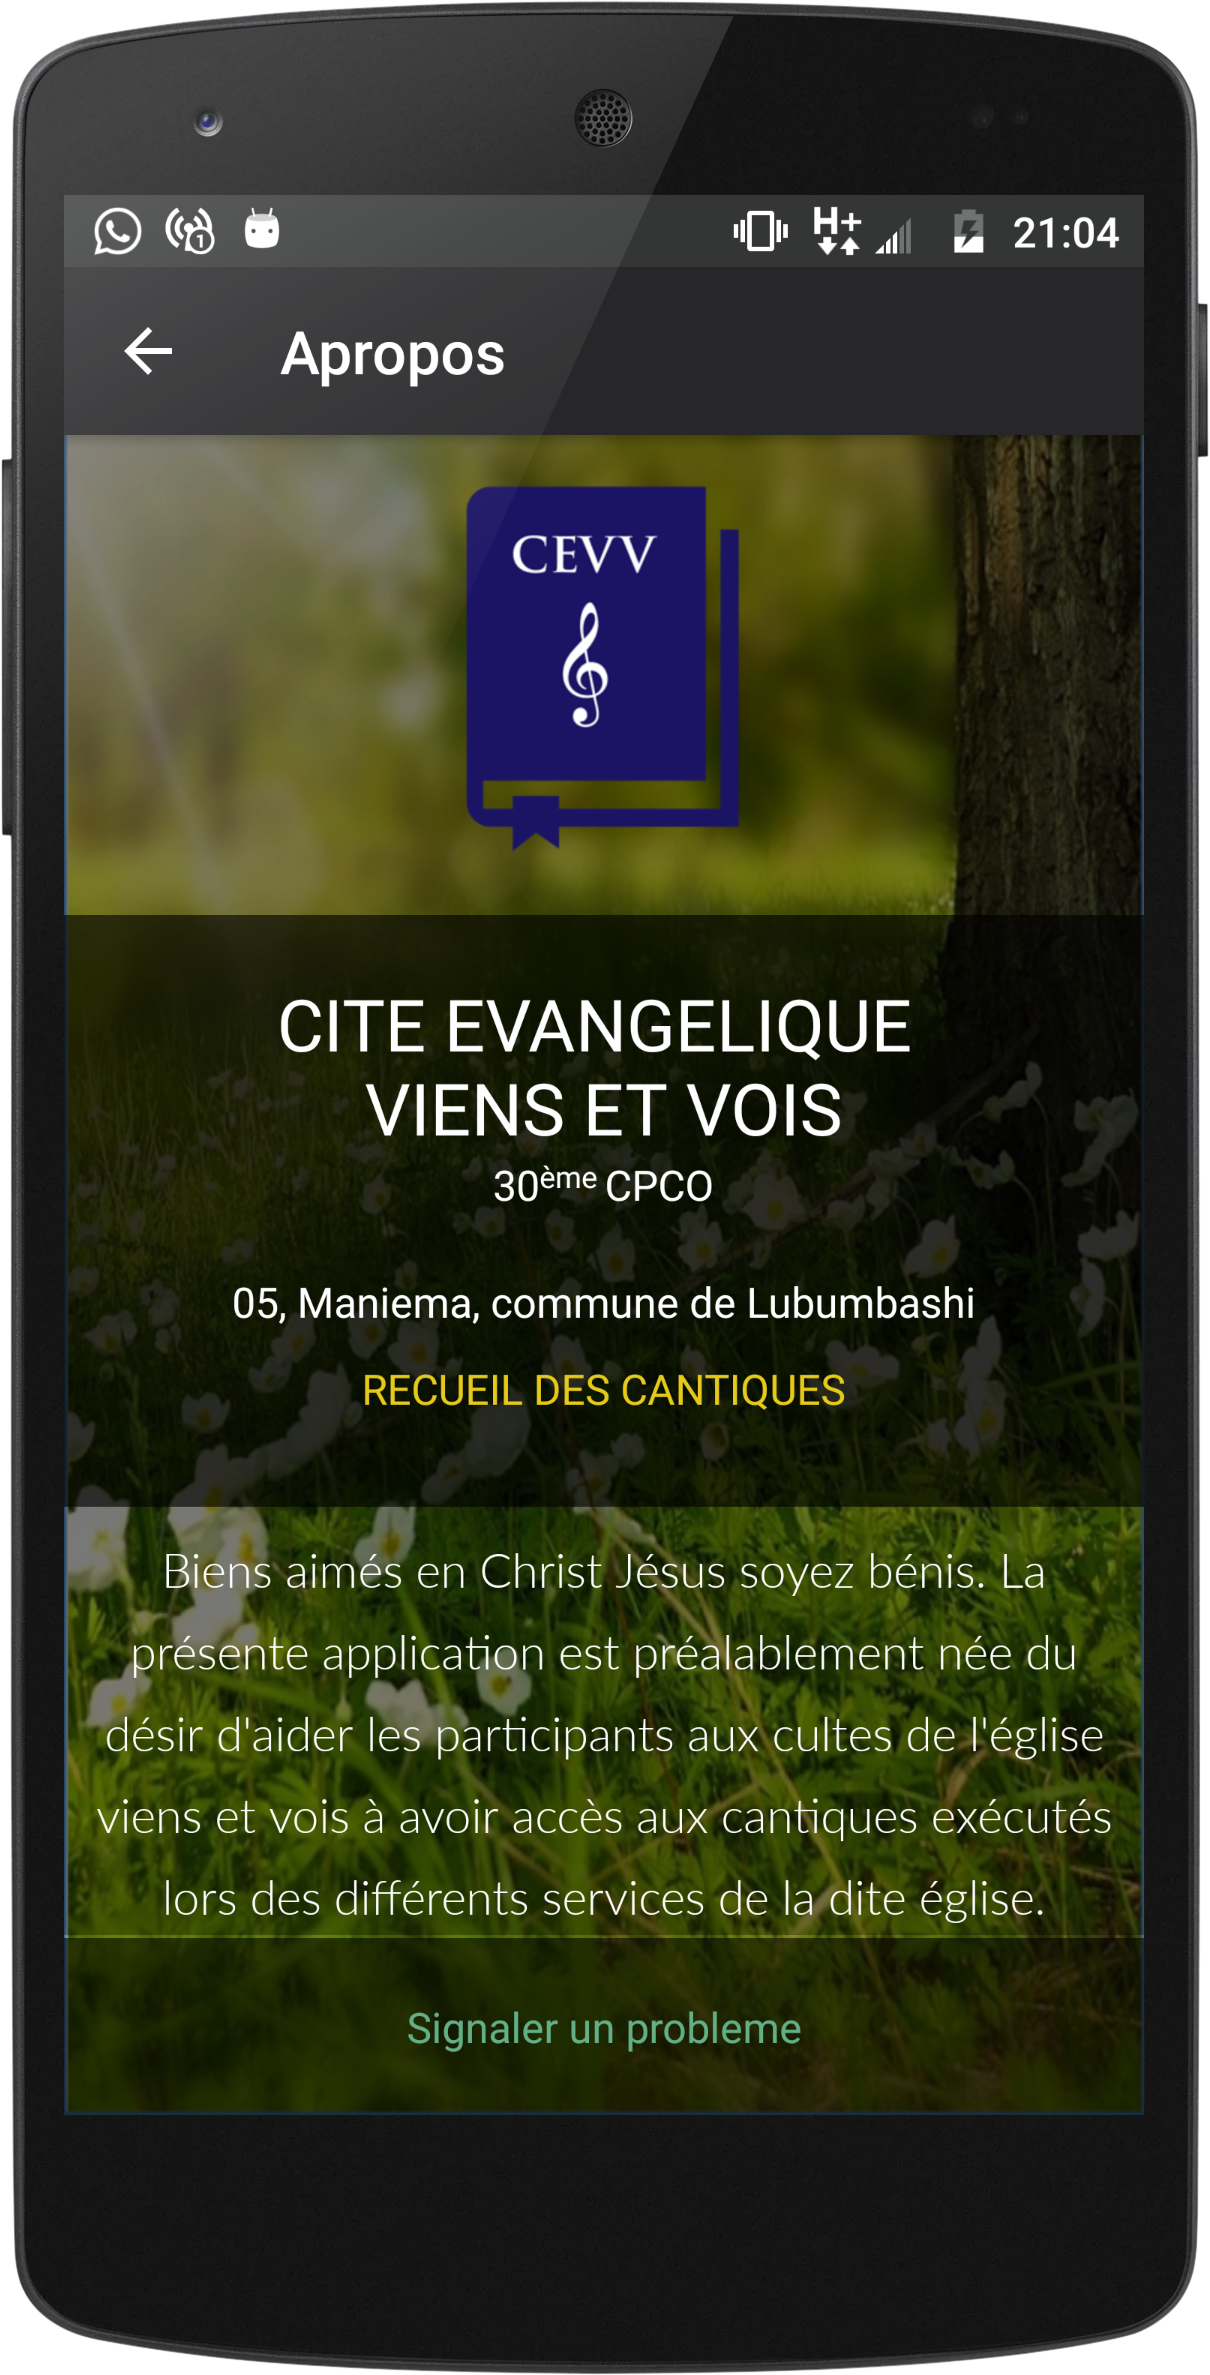 1 H+ 21:04
Apropos
CEVV
CITE EVANGELIQUE
VIENS ET VOIS
30ème CPCO
05, Maniema, commune de Lubumbashi
RECUEIL DES CANTIQUES
Biens aimés en Christ Jésus soyez bénis. La
présente application est préalablement née du
désir d'aider les participants aux cultes de l'église
viens et vois à avoir accès aux cantiques exécutés
lors des différents services de la dite église.
Signaler un probleme